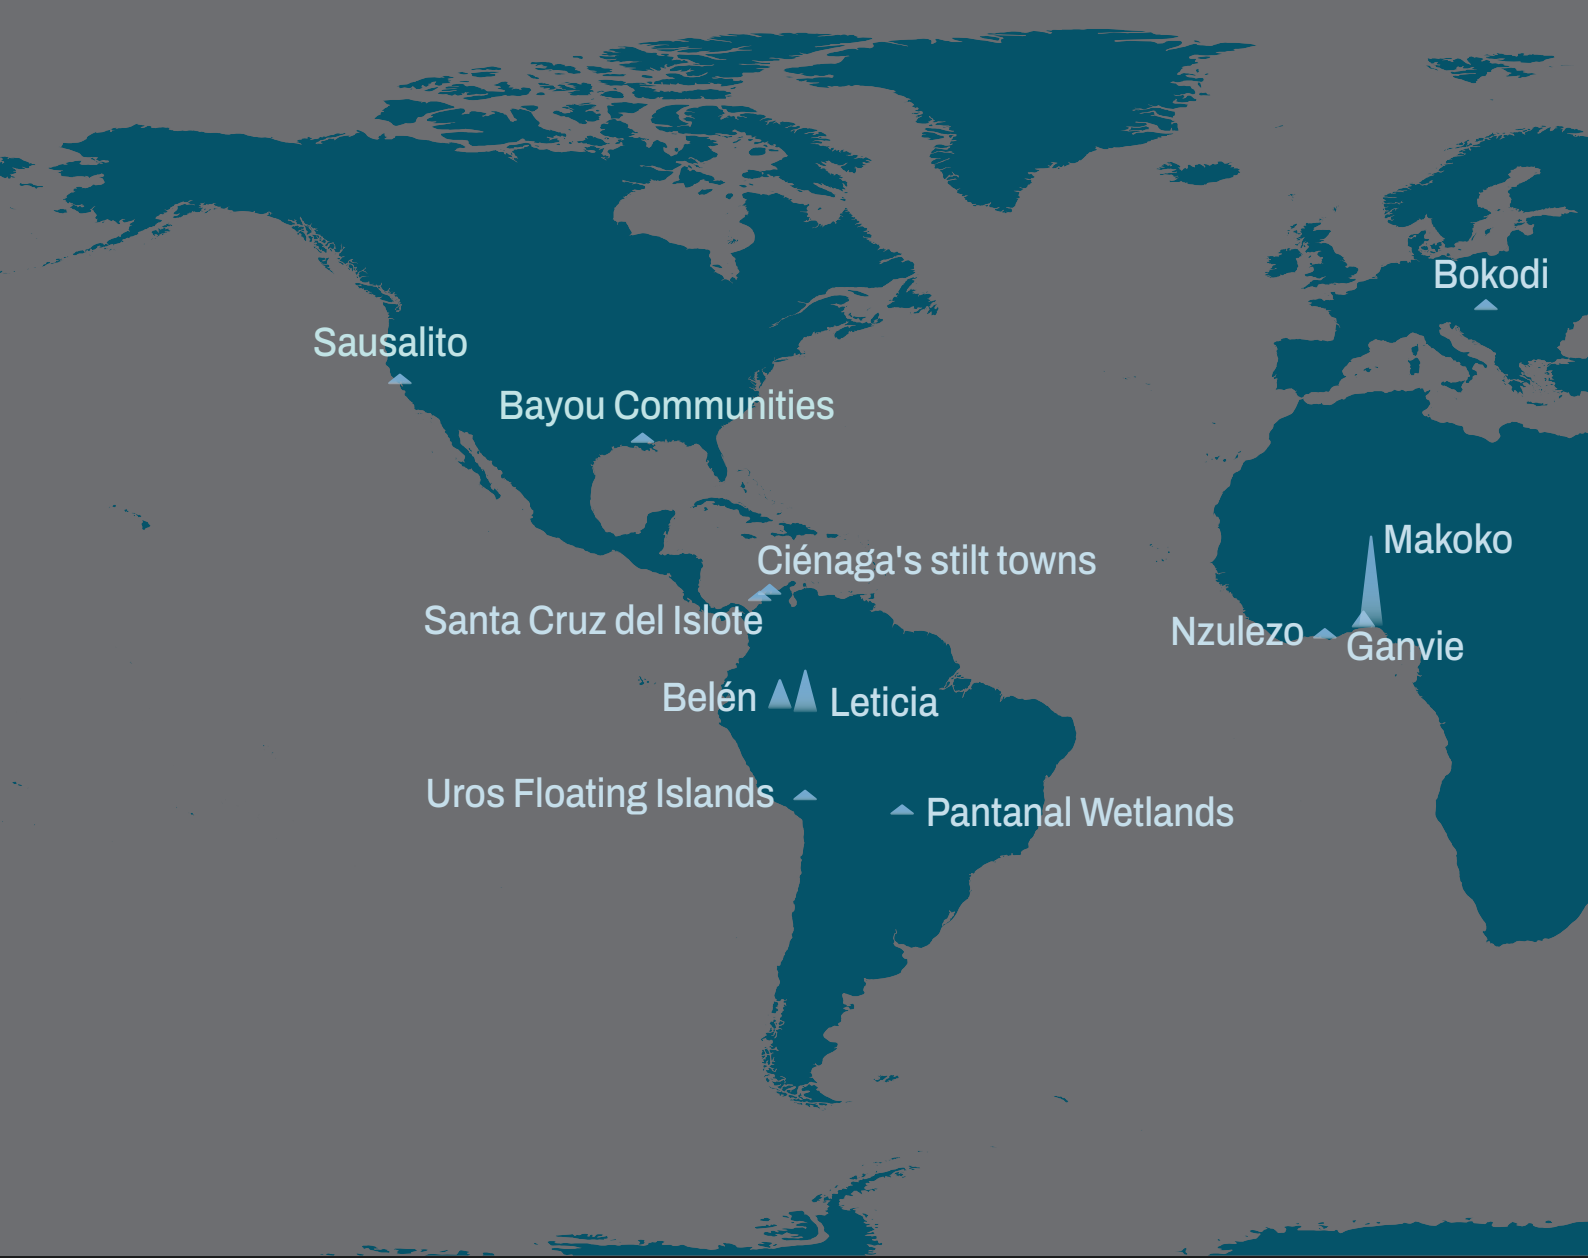 Bokodi
Sausalito
Bayou Communities
Makoko
Ciénaga's stilt towns
Santa Cruz del Islote
Nzulezo
Ganvie
Belén
Leticia
Uros Floating Islands
Pantanal Wetlands